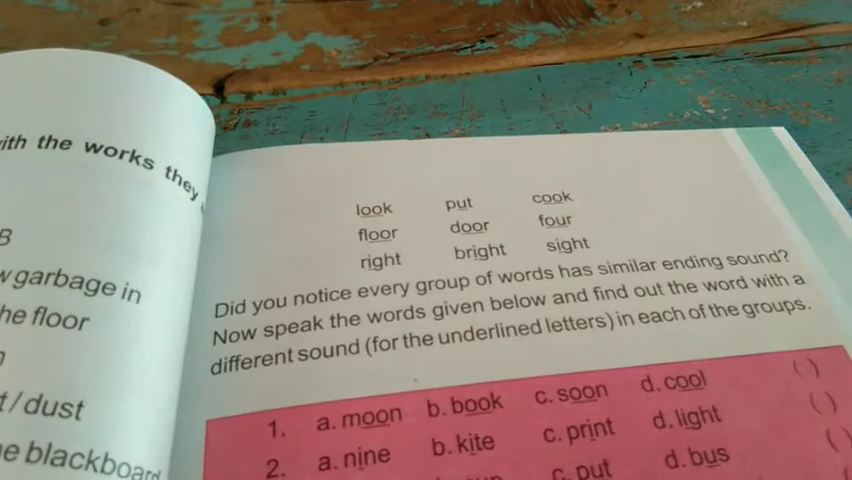 with the works they
B
garbage in
the floor
t / dust
e blackboard
look put cook
floor door four
right bright sight
Did you notice every group of words has similar ending sound?
Now speak the words given below and find out the word with a
different sound (for the underlined letters) in each of the groups.
1. a. moon b. book c. soon d. cool ( )
2. a. nine b. kite c. print d. light ( )
c. put d. bus ( )